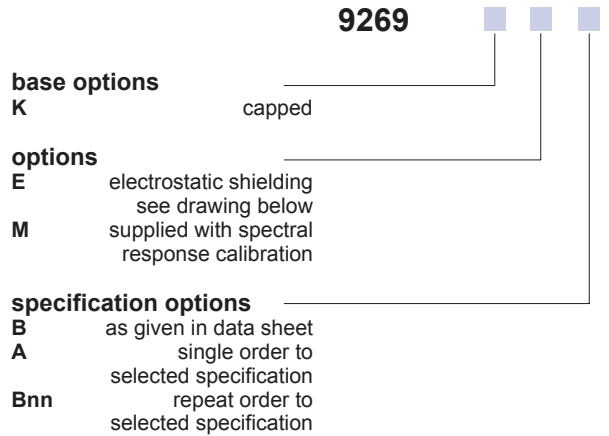 9269
base options
K capped
options
E electrostatic shielding
see drawing below
M supplied with spectral
response calibration
specification options
B as given in data sheet
A single order to
selected specification
Bnn repeat order to
selected specification